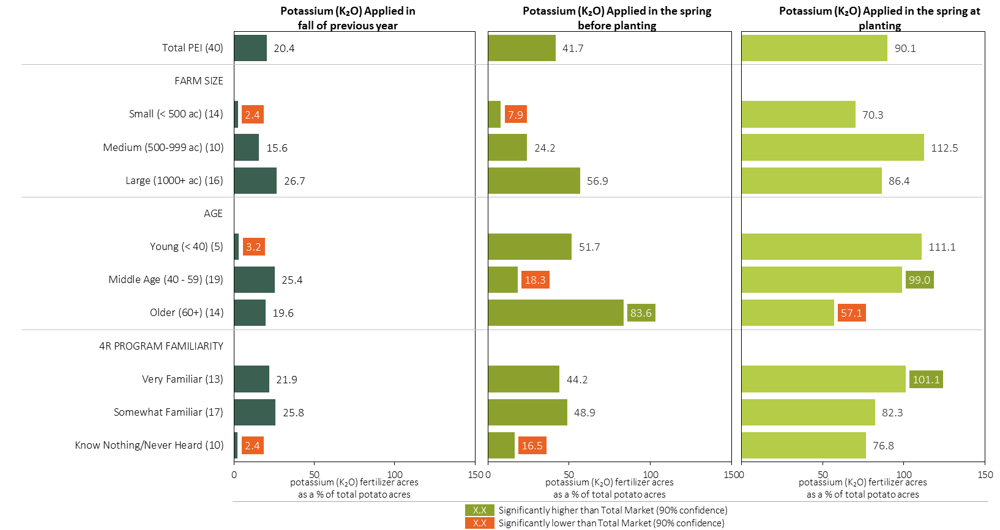 Potassium (K₂O) Applied in
fall of previous year
Potassium (K₂O) Applied in the spring
before planting
Potassium (K₂O) Applied in the spring at
planting
Total PEI (40) 20.4 41.7 90.1
FARM SIZE
Small (< 500 ac) (14) 2.4 7.9 70.3
Medium (500-999 ac) (10) 15.6 24.2 112.5
Large (1000+ ac) (16) 26.7 56.9 86.4
AGE
Young (< 40) (5) 3.2 51.7 111.1
Middle Age (40 - 59) (19) 25.4 18.3 99.0
Older (60+) (14) 19.6 83.6 57.1
4R PROGRAM FAMILIARITY
Very Familiar (13) 21.9 44.2 101.1
Somewhat Familiar (17) 25.8 48.9 82.3
Know Nothing/Never Heard (10) 2.4 16.5 76.8
0 50 100 150 0 50 100 150 0 50 100 150
potassium (K₂O) fertilizer acres
as a % of total potato acres
potassium (K₂O) fertilizer acres
as a % of total potato acres
potassium (K₂O) fertilizer acres
as a % of total potato acres
X.X Significantly higher than Total Market (90% confidence)
X.X Significantly lower than Total Market (90% confidence)